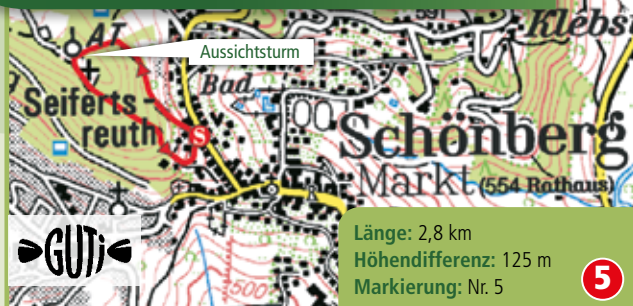 591
Klebs
AT
Aussichtsturm
Bad
Seiferts-
reuth
S
Schönberg
Markt (554 Rathaus)
R
GUTi
500
Länge: 2,8 km
Höhendifferenz: 125 m
Markierung: Nr. 5
5